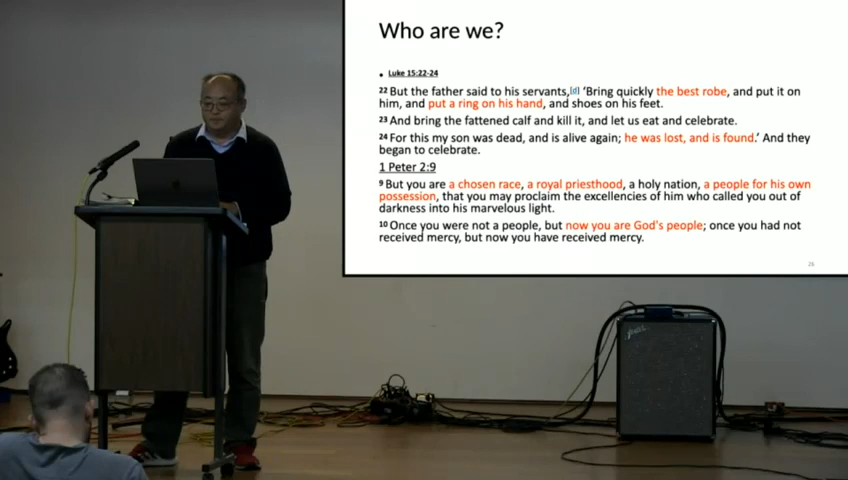 Who are we?
• Luke 15:22-24
22 But the father said to his servants,[d] ‘Bring quickly the best robe, and put it on
him, and put a ring on his hand, and shoes on his feet.
23 And bring the fattened calf and kill it, and let us eat and celebrate.
24 For this my son was dead, and is alive again; he was lost, and is found.’ And they
began to celebrate.
1 Peter 2:9
9 But you are a chosen race, a royal priesthood, a holy nation, a people for his own
possession, that you may proclaim the excellencies of him who called you out of
darkness into his marvelous light.
10 Once you were not a people, but now you are God's people; once you had not
received mercy, but now you have received mercy.
26
Fender